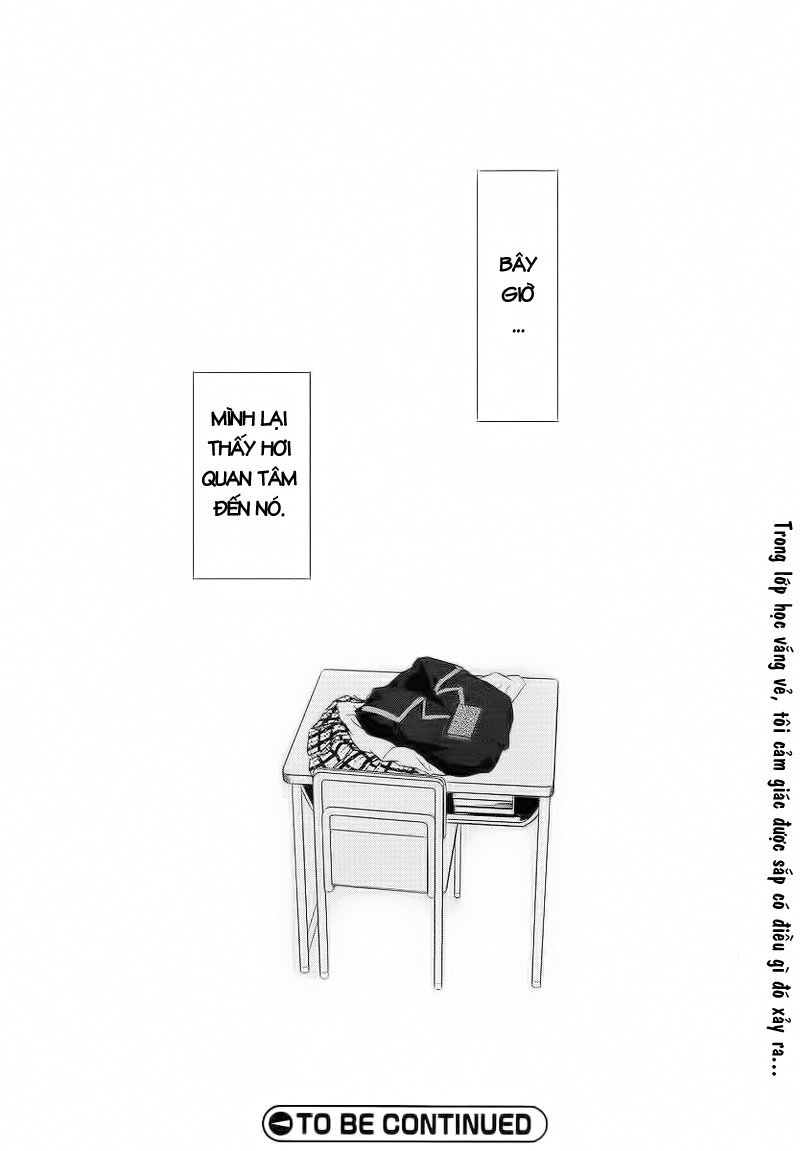 BÂY
GIỜ
...
MÌNH LẠI
THẤY HƠI
QUAN TÂM
ĐẾN NÓ.
Trong lớp học vắng vẻ, tôi cảm giác được sắp có điều gì đó xảy ra...
TO BE CONTINUED